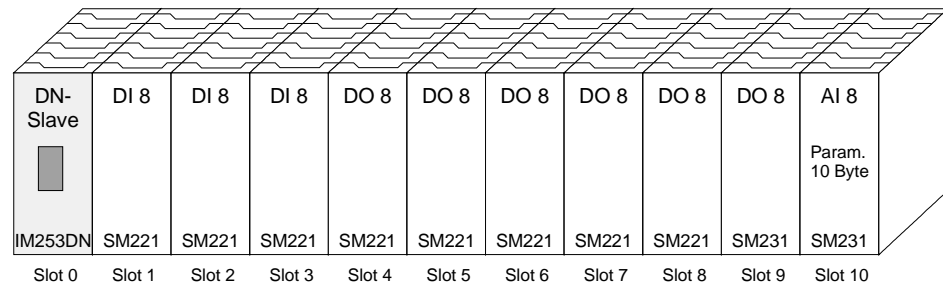 DN-
Slave
DI 8
DI 8
DI 8
DO 8
DO 8
DO 8
DO 8
DO 8
DO 8
AI 8
Param.
10 Byte
IM253DN
SM221
SM221
SM221
SM221
SM221
SM221
SM221
SM221
SM231
SM231
Slot 0
Slot 1
Slot 2
Slot 3
Slot 4
Slot 5
Slot 6
Slot 7
Slot 8
Slot 9
Slot 10